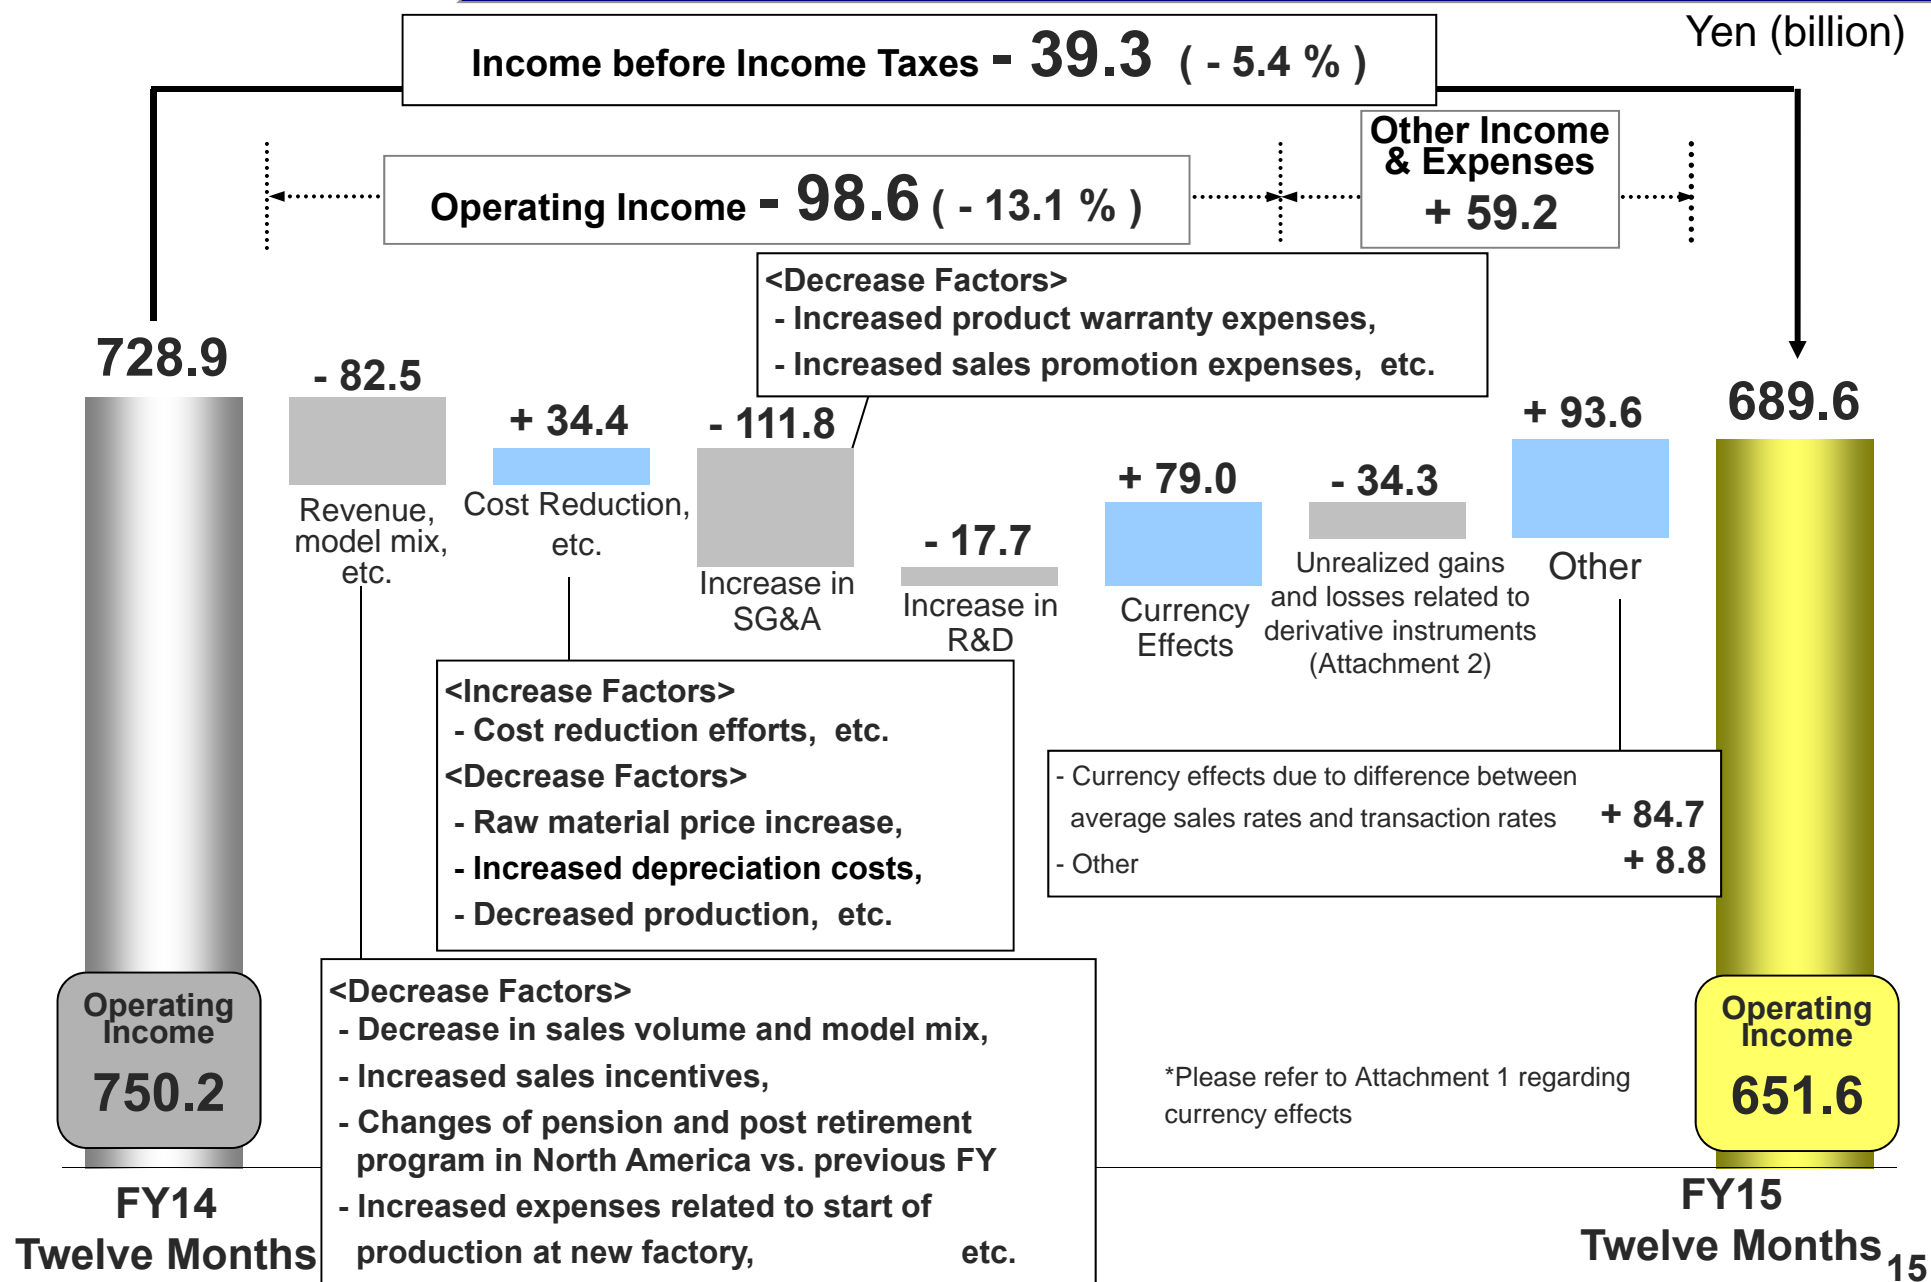 Yen (billion)
Income before Income Taxes - 39.3 ( - 5.4 % )
Operating Income - 98.6 ( - 13.1 % )
Other Income
& Expenses
+ 59.2
<Decrease Factors>
- Increased product warranty expenses,
- Increased sales promotion expenses, etc.
728.9
- 82.5
Revenue,
model mix,
etc.
+ 34.4
Cost Reduction,
etc.
- 111.8
Increase in
SG&A
- 17.7
Increase in
R&D
+ 79.0
Currency
Effects
- 34.3
Unrealized gains
and losses related to
derivative instruments
(Attachment 2)
+ 93.6
Other
689.6
<Increase Factors>
- Cost reduction efforts, etc.
<Decrease Factors>
- Raw material price increase,
- Increased depreciation costs,
- Decreased production, etc.
- Currency effects due to difference between
average sales rates and transaction rates + 84.7
- Other + 8.8
Operating
Income
750.2
<Decrease Factors>
- Decrease in sales volume and model mix,
- Increased sales incentives,
- Changes of pension and post retirement
program in North America vs. previous FY
- Increased expenses related to start of
production at new factory, etc.
*Please refer to Attachment 1 regarding
currency effects
Operating
Income
651.6
FY14
Twelve Months
FY15
Twelve Months
15